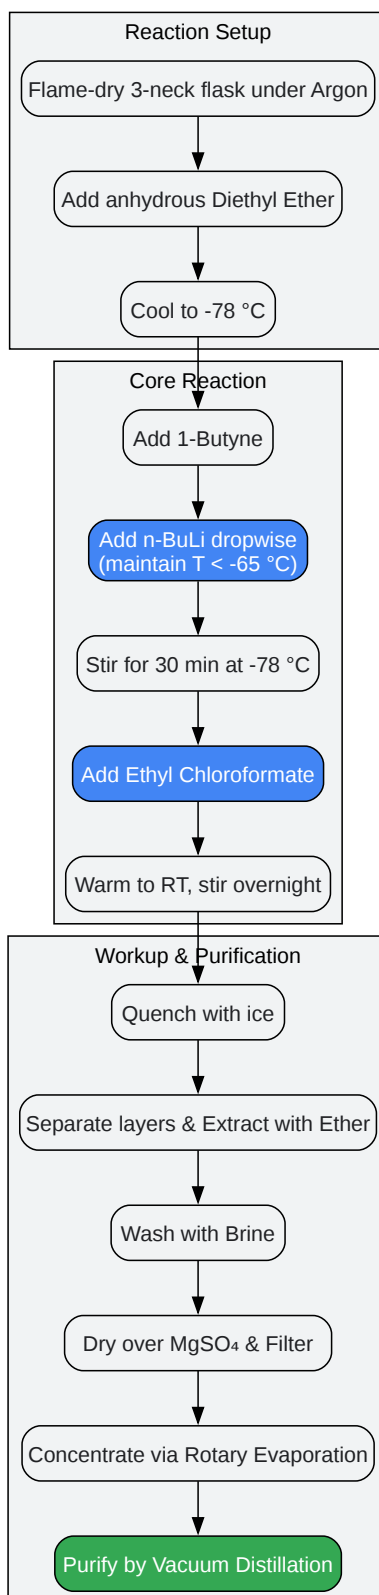 Reaction Setup
Flame-dry 3-neck flask under Argon
Add anhydrous Diethyl Ether
Cool to -78 °C
Core Reaction
Add 1-Butyne
Add n-BuLi dropwise
(maintain T < -65 °C)
Stir for 30 min at -78 °C
Add Ethyl Chloroformate
Warm to RT, stir overnight
Workup & Purification
Quench with ice
Separate layers & Extract with Ether
Wash with Brine
Dry over MgSO₄ & Filter
Concentrate via Rotary Evaporation
Purify by Vacuum Distillation